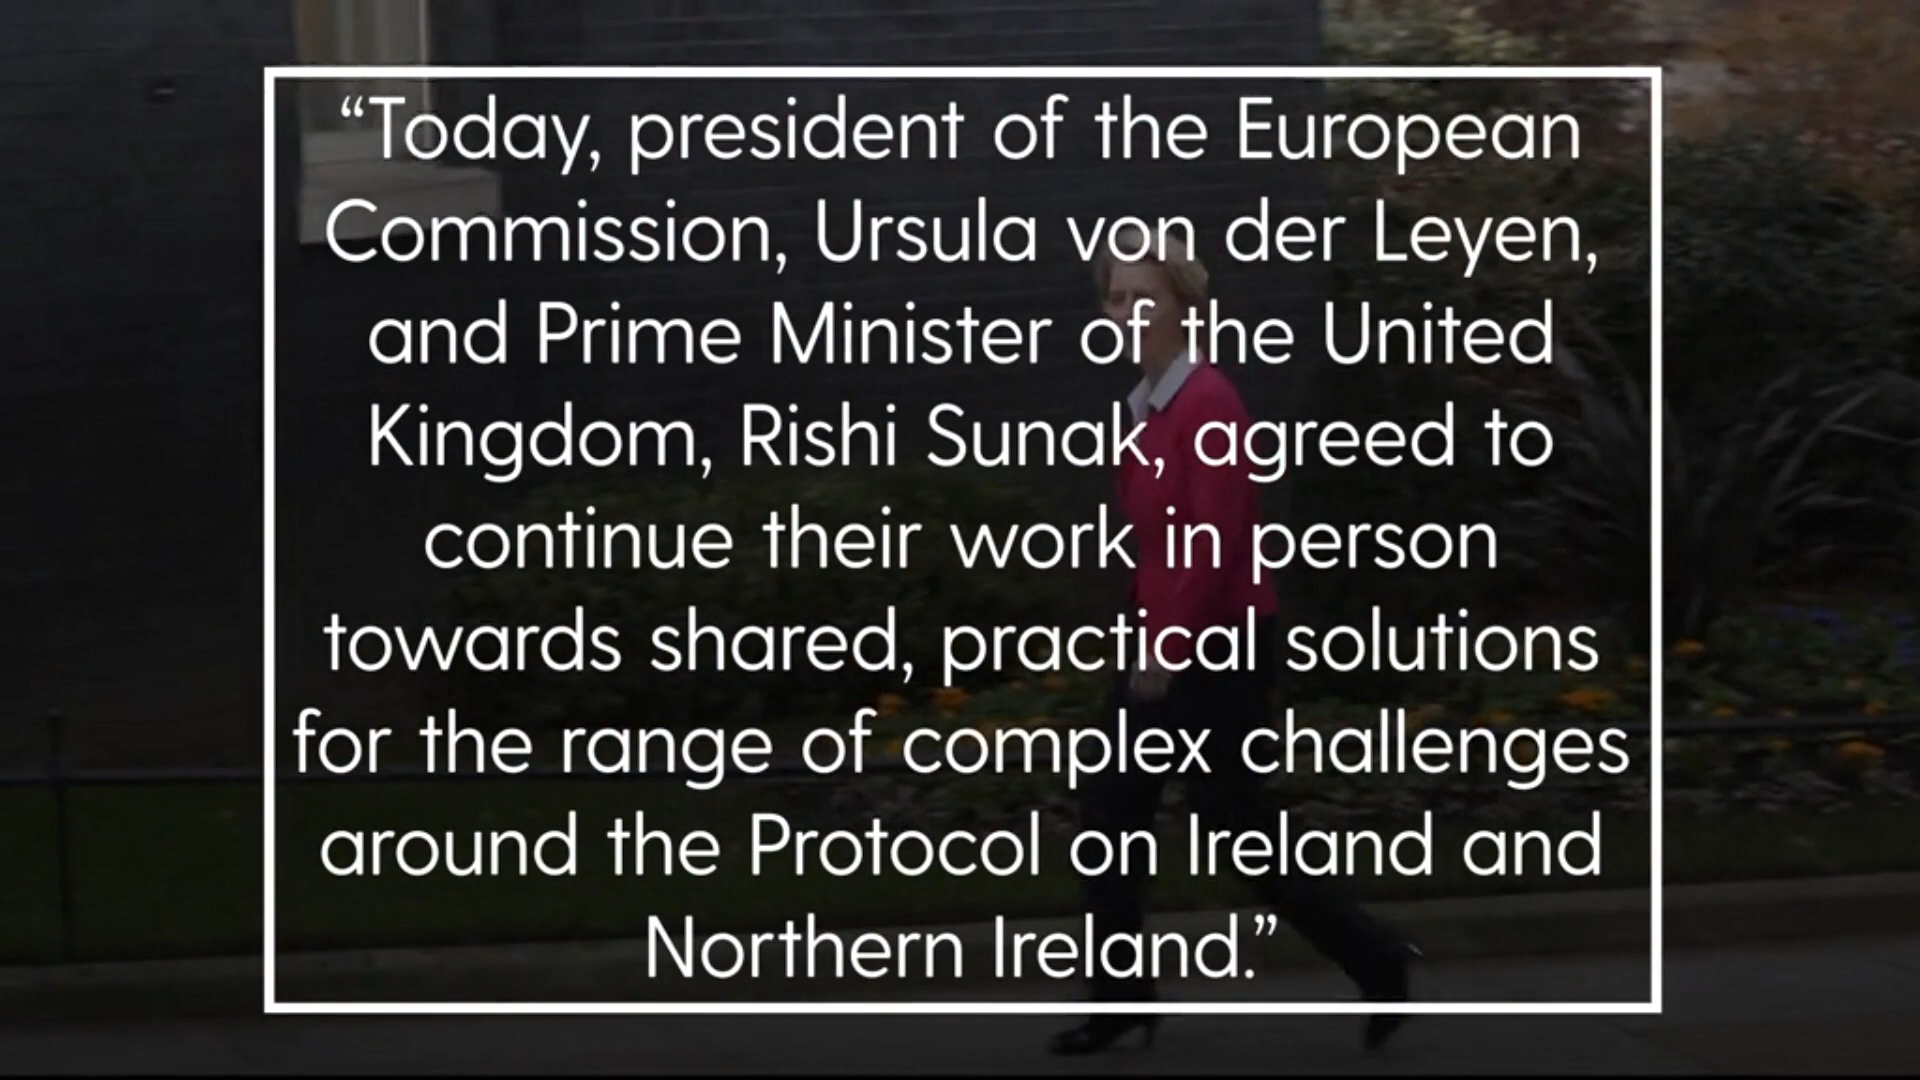 “Today, president of the European
Commission, Ursula von der Leyen,
and Prime Minister of the United
Kingdom, Rishi Sunak, agreed to
continue their work in person
towards shared, practical solutions
for the range of complex challenges
around the Protocol on Ireland and
Northern Ireland.”